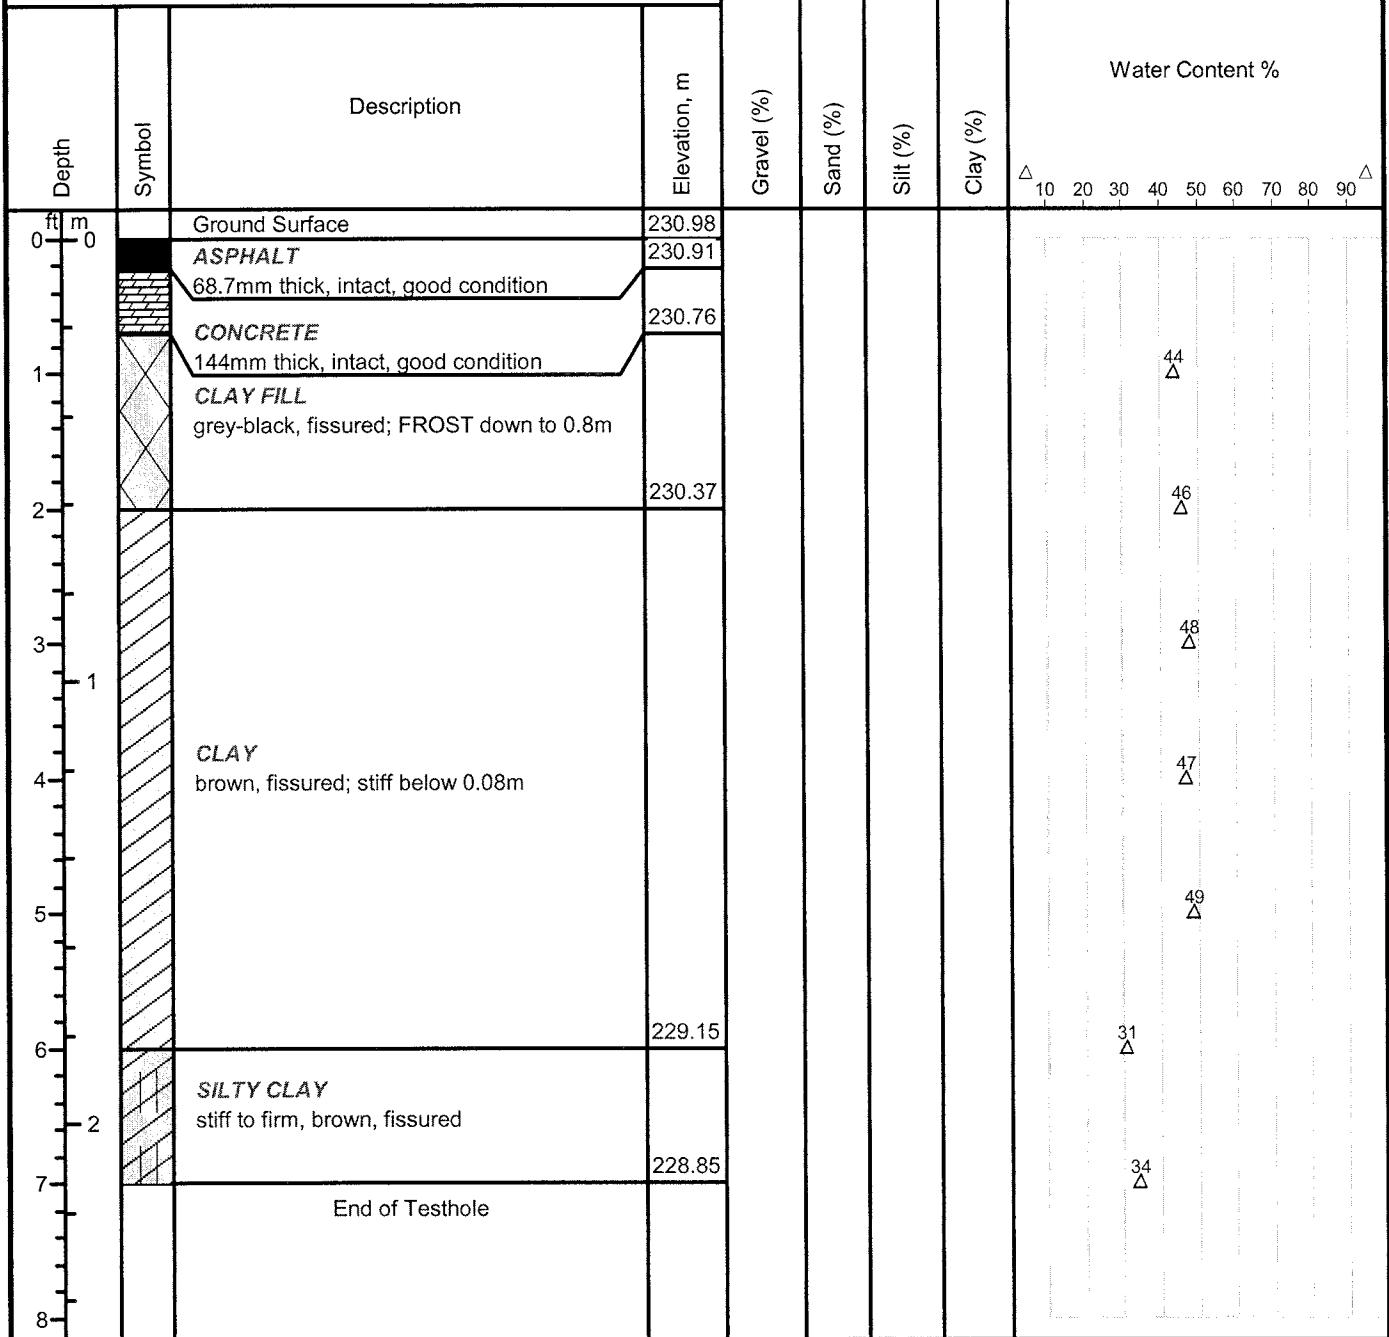 Depth
Symbol
Description
Elevation, m
Gravel (%)
Sand (%)
Silt (%)
Clay (%)
Water Content %
10 20 30 40 50 60 70 80 90
ft m
0 0
Ground Surface
230.98
ASPHALT
230.91
68.7mm thick, intact, good condition
230.76
CONCRETE
144mm thick, intact, good condition
44
1
CLAY FILL
grey-black, fissured; FROST down to 0.8m
230.37
46
2
48
3
1
CLAY
brown, fissured; stiff below 0.08m
47
4
49
5
229.15
31
6
SILTY CLAY
stiff to firm, brown, fissured
2
228.85
34
7
End of Testhole
8